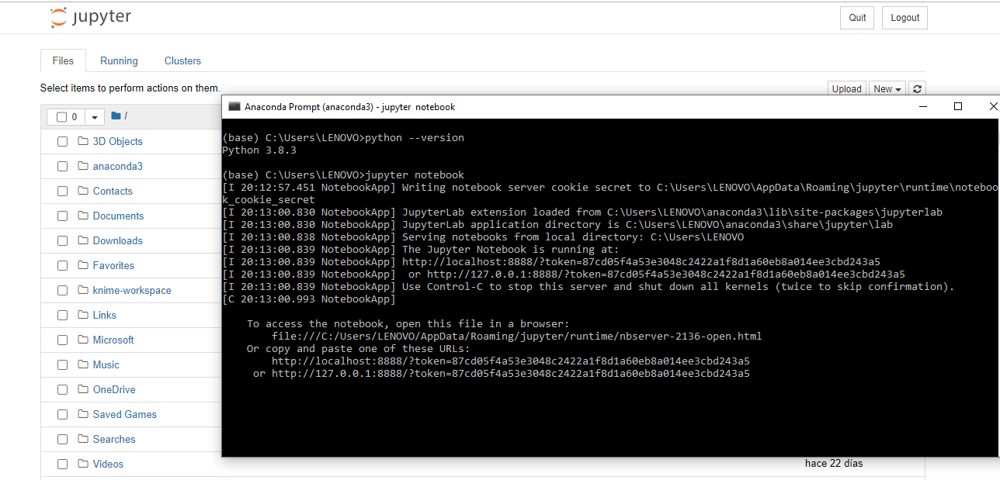 jupyter
Quit
Logout
Files
Running
Clusters
Select items to perform actions on them.
Upload
New
0
/
3D Objects
anaconda3
Contacts
Documents
Downloads
Favorites
knime-workspace
Links
Microsoft
Music
OneDrive
Saved Games
Searches
Videos
hace 22 días
Anaconda Prompt (anaconda3) - jupyter notebook
(base) C:\Users\LENOVO>python --version
Python 3.8.3
(base) C:\Users\LENOVO>jupyter notebook
[I 20:12:57.451 NotebookApp] Writing notebook server cookie secret to C:\Users\LENOVO\AppData\Roaming\jupyter\runtime\noteboo
k_cookie_secret
[I 20:13:00.830 NotebookApp] JupyterLab extension loaded from C:\Users\LENOVO\anaconda3\lib\site-packages\jupyterlab
[I 20:13:00.830 NotebookApp] JupyterLab application directory is C:\Users\LENOVO\anaconda3\share\jupyter\lab
[I 20:13:00.838 NotebookApp] Serving notebooks from local directory: C:\Users\LENOVO
[I 20:13:00.839 NotebookApp] The Jupyter Notebook is running at:
[I 20:13:00.839 NotebookApp] http://localhost:8888/?token=87cd05f4a53e3048c2422a1f8d1a60eb8a014ee3cbd243a5
[I 20:13:00.839 NotebookApp]  or http://127.0.0.1:8888/?token=87cd05f4a53e3048c2422a1f8d1a60eb8a014ee3cbd243a5
[I 20:13:00.839 NotebookApp] Use Control-C to stop this server and shut down all kernels (twice to skip confirmation).
[C 20:13:00.993 NotebookApp]
To access the notebook, open this file in a browser:
file:///C:/Users/LENOVO/AppData/Roaming/jupyter/runtime/nbserver-2136-open.html
Or copy and paste one of these URLs:
http://localhost:8888/?token=87cd05f4a53e3048c2422a1f8d1a60eb8a014ee3cbd243a5
or http://127.0.0.1:8888/?token=87cd05f4a53e3048c2422a1f8d1a60eb8a014ee3cbd243a5